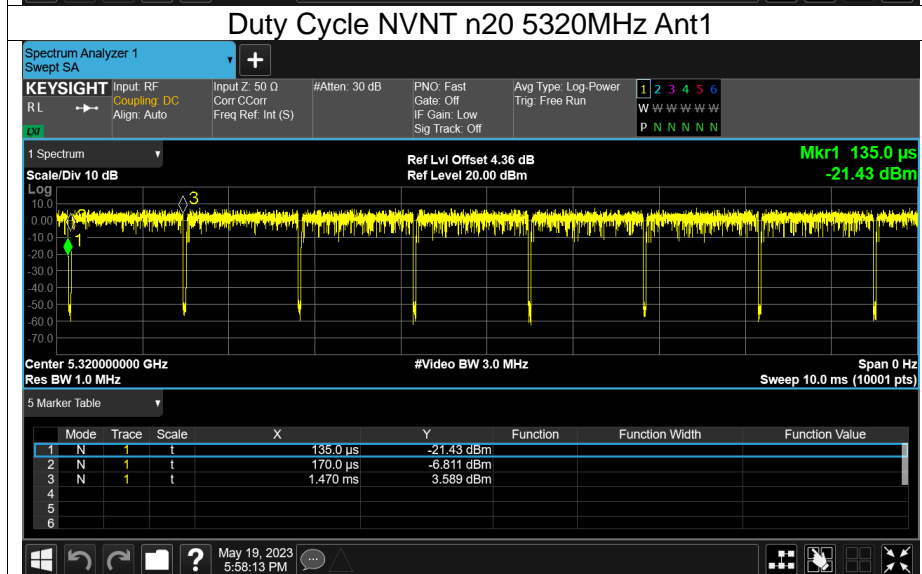 Duty Cycle NVNT n20 5320MHz Ant1
Spectrum Analyzer 1
Swept SA
+
KEYSIGHT Input: RF Input Z: 50 Ω #Atten: 30 dB PNO: Fast Avg Type: Log-Power 1 2 3 4 5 6
RL Coupling: DC Corr CCorr Gate: Off Trig: Free Run W W W W W W
Align: Auto Freq Ref: Int (S) IF Gain: Low
LXI Sig Track: Off P N N N N N
1 Spectrum Ref Lvl Offset 4.36 dB Mkr1 135.0 µs
Scale/Div 10 dB Ref Level 20.00 dBm -21.43 dBm
Log
10.0
0.00
-10.0
-20.0
-30.0
-40.0
-50.0
-60.0
-70.0
2
1
3
Center 5.320000000 GHz #Video BW 3.0 MHz Span 0 Hz
Res BW 1.0 MHz Sweep 10.0 ms (10001 pts)
5 Marker Table
Mode Trace Scale X Y Function Function Width Function Value
1 N 1 t 135.0 µs -21.43 dBm
2 N 1 t 170.0 µs -6.811 dBm
3 N 1 t 1.470 ms 3.589 dBm
4
5
6
? May 19, 2023
5:58:13 PM